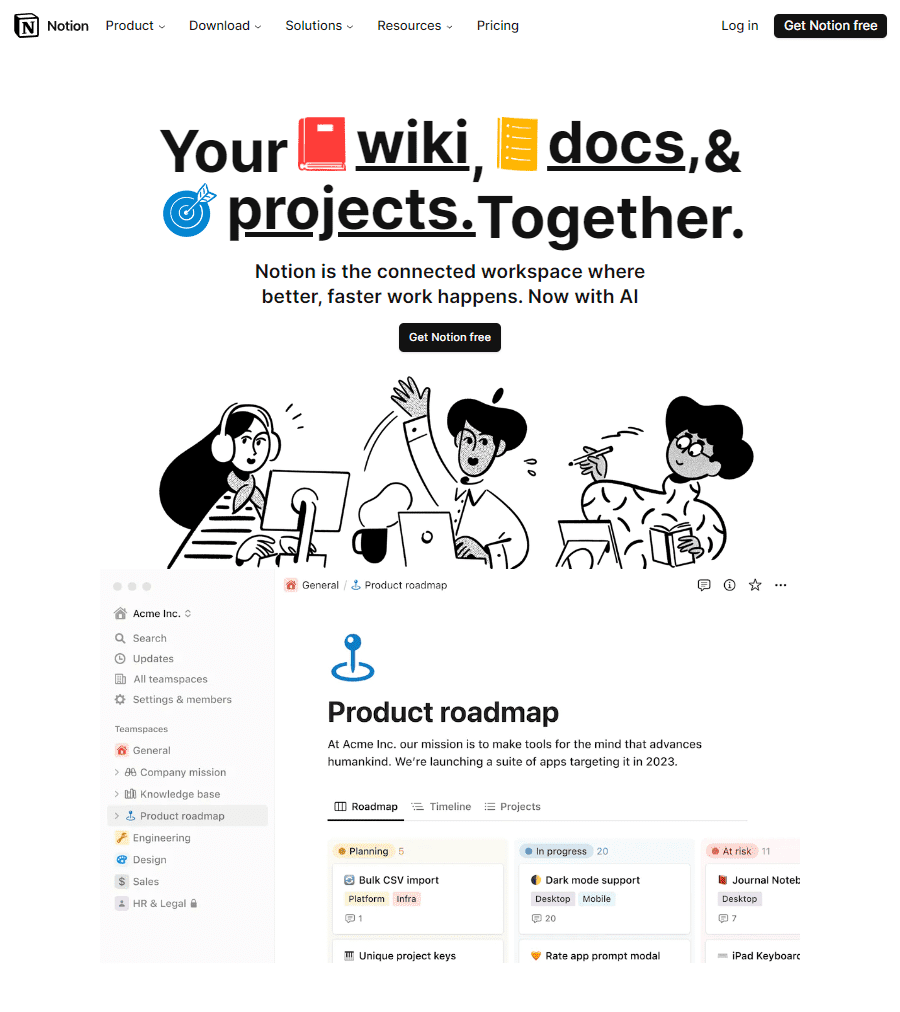 Notion Product Download Solutions Resources Pricing Log in Get Notion free
Your wiki, docs, &
projects. Together.
Notion is the connected workspace where
better, faster work happens. Now with AI
Get Notion free
General / Product roadmap
Acme Inc.
Search
Updates
All teamspaces
Settings & members
Teamspaces
General
Company mission
Knowledge base
Product roadmap
Engineering
Design
$ Sales
HR & Legal
Product roadmap
At Acme Inc. our mission is to make tools for the mind that advances
humankind. We’re launching a suite of apps targeting it in 2023.
Roadmap Timeline Projects
Planning 5
Bulk CSV import
Platform Infra
1
Unique project keys
In progress 20
Dark mode support
Desktop Mobile
20
Rate app prompt modal
At risk 11
Journal Noteb
Desktop
7
iPad Keyboard